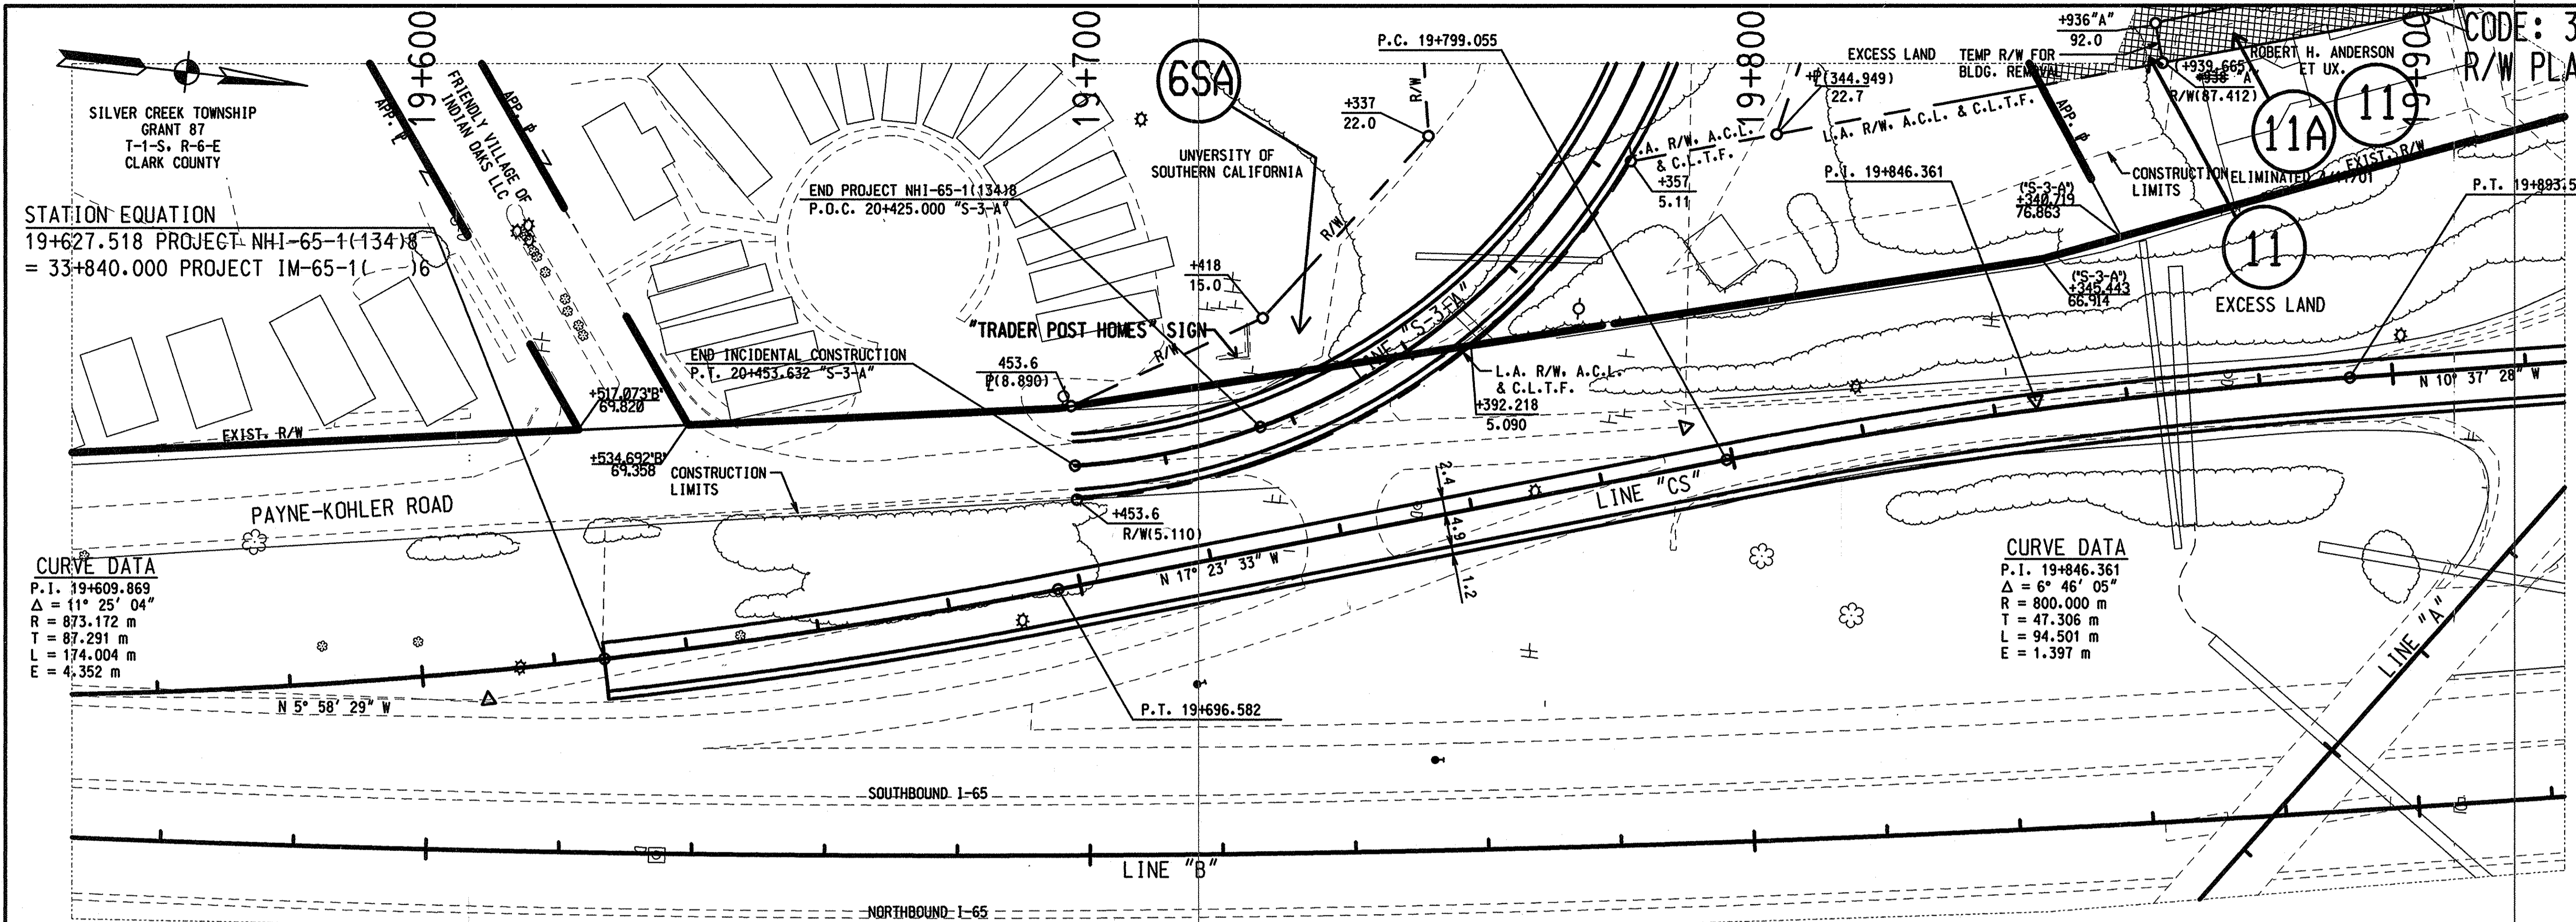 19+600
19+700
19+800
19+900
CODE: 3
R/W PLA
SILVER CREEK TOWNSHIP
GRANT 87
T-1-S. R-6-E
CLARK COUNTY
STATION EQUATION
19+627.518 PROJECT NHI-65-1(134)8
= 33+840.000 PROJECT IM-65-1( )6
APP. ⅊
FRIENDLY VILLAGE OF
INDIAN OAKS LLC
APP. ⅊
END PROJECT NHI-65-1(134)8
P.O.C. 20+425.000 "S-3-A"
6SA
UNVERSITY OF
SOUTHERN CALIFORNIA
P.C. 19+799.055
+337
22.0
R/W
R/W
R/W
+418
15.0
"TRADER POST HOMES" SIGN
END INCIDENTAL CONSTRUCTION
P.T. 20+453.632 "S-3-A"
453.6
⅊(8.890)
L.A. R/W. A.C.L.
& C.L.T.F.
+357
5.11
+⅊(344.949)
22.7
L.A. R/W. A.C.L. & C.L.T.F.
EXCESS LAND
TEMP R/W FOR
BLDG. REMOVAL
+936"A"
92.0
(+939.665)
+938 "A"
R/W(87.412)
ROBERT H. ANDERSON
ET UX.
11
11A
APP. ⅊
CONSTRUCTION
LIMITS
ELIMINATED
EXIST. R/W
P.I. 19+846.361
("S-3-A")
+340.719
76.863
P.T. 19+893.5
11
EXCESS LAND
("S-3-A")
+345.443
66.914
+517.073"B"
69.820
EXIST. R/W
+534.692"B"
69.358
CONSTRUCTION
LIMITS
PAYNE-KOHLER ROAD
L.A. R/W. A.C.L.
& C.L.T.F.
+392.218
5.090
N 10° 37' 28" W
+453.6
R/W(5.110)
2.4
4.9
1.2
LINE "CS"
N 17° 23' 33" W
CURVE DATA
P.I. 19+609.869
Δ = 11° 25' 04"
R = 873.172 m
T = 87.291 m
L = 174.004 m
E = 4.352 m
CURVE DATA
P.I. 19+846.361
Δ = 6° 46' 05"
R = 800.000 m
T = 47.306 m
L = 94.501 m
E = 1.397 m
LINE "A"
N 5° 58' 29" W
P.T. 19+696.582
SOUTHBOUND I-65
LINE "B"
NORTHBOUND I-65